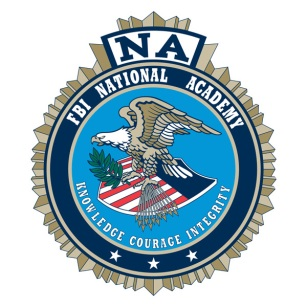 NA
FBI NATIONAL ACADEMY
KNOWLEDGE COURAGE INTEGRITY